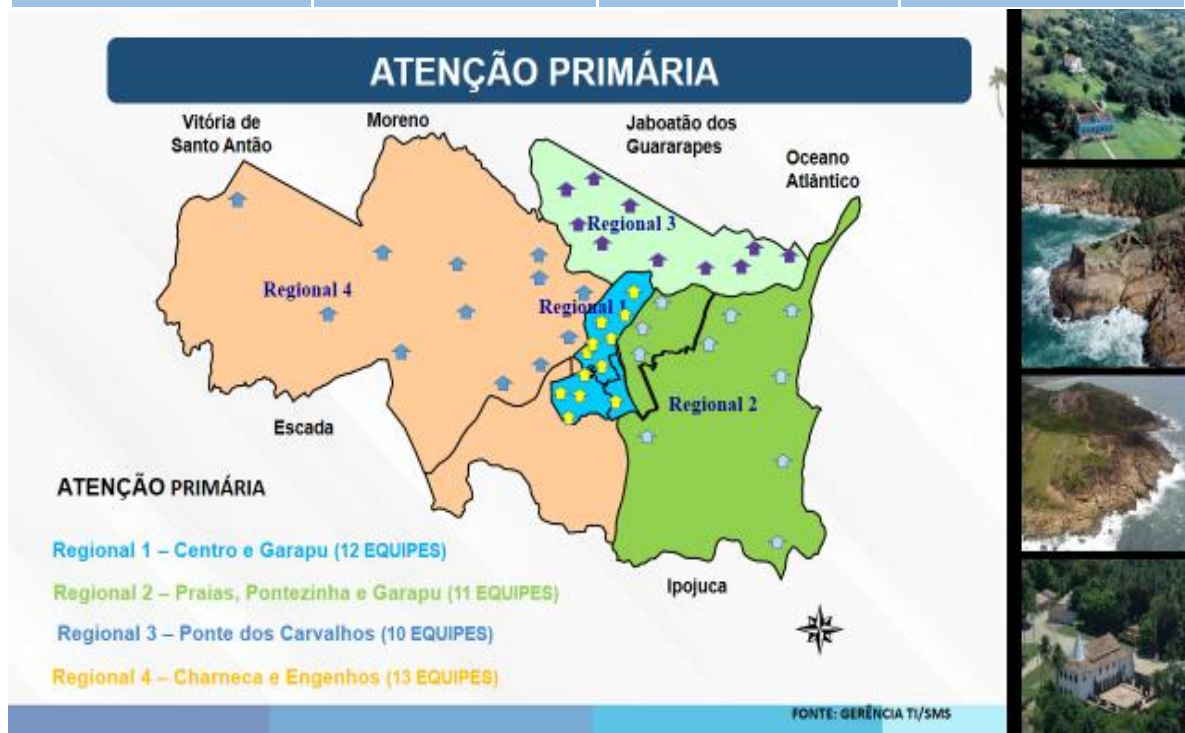 ATENÇÃO PRIMÁRIA
Vitória de
Santo Antão
Moreno
Jaboatão dos
Guararapes
Oceano
Atlântico
Regional 3
Regional 4
Regional 1
Regional 2
Escada
Ipojuca
ATENÇÃO PRIMÁRIA
Regional 1 – Centro e Garapu (12 EQUIPES)
Regional 2 – Praias, Pontezinha e Garapu (11 EQUIPES)
Regional 3 – Ponte dos Carvalhos (10 EQUIPES)
Regional 4 – Charneca e Engenhos (13 EQUIPES)
FONTE: GERÊNCIA TI/SMS